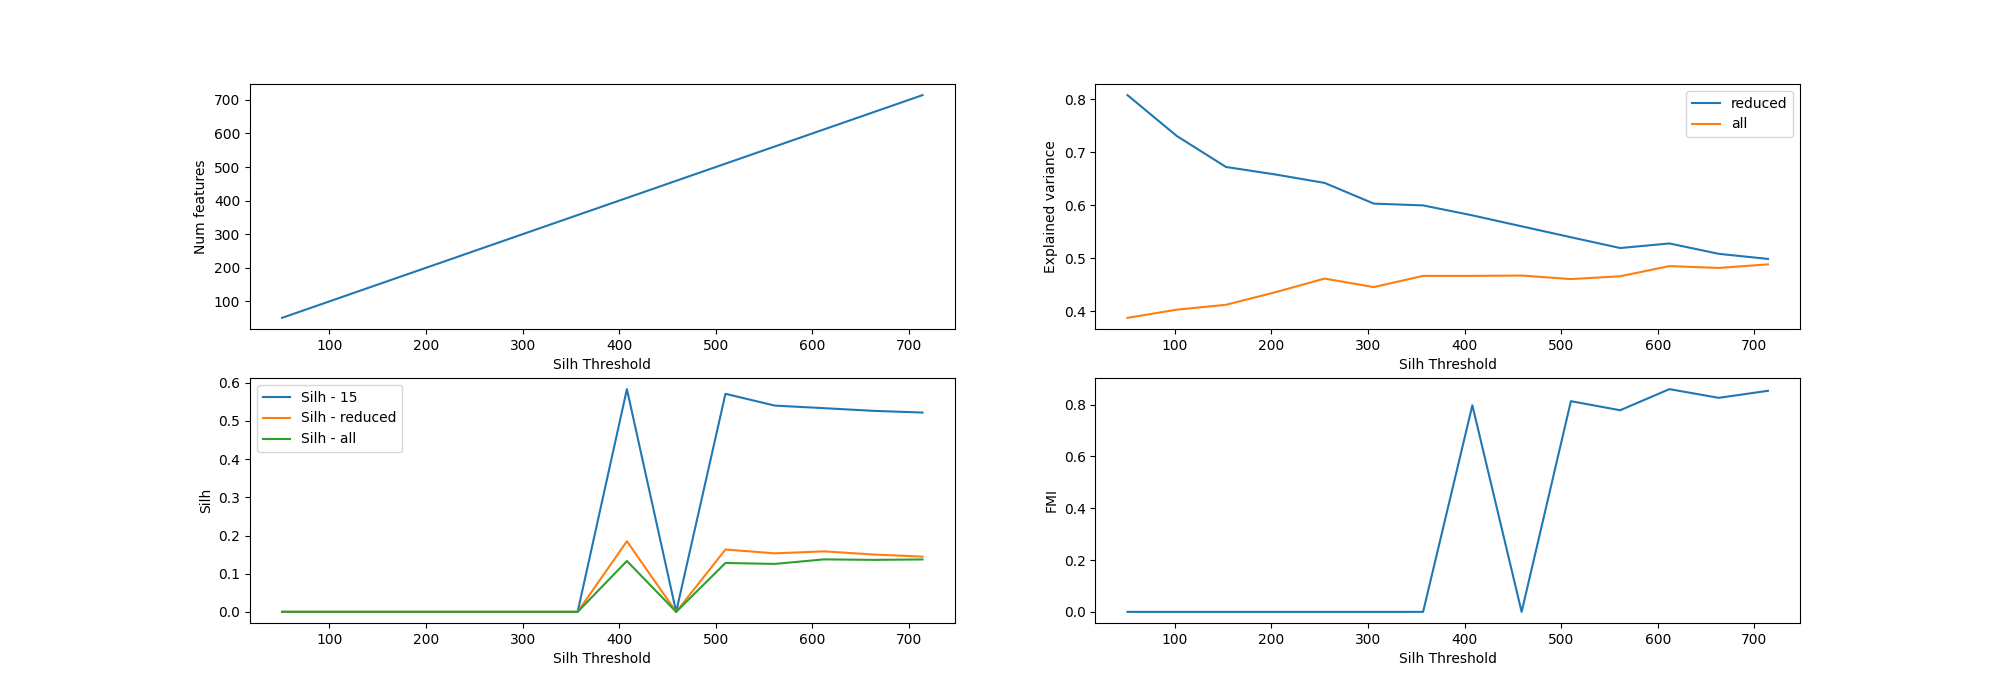 700
600
500
400
300
200
100
Num features
100 200 300 400 500 600 700
Silh Threshold
0.8
0.7
0.6
0.5
0.4
Explained variance
reduced
all
100 200 300 400 500 600 700
Silh Threshold
0.6
0.5
0.4
0.3
0.2
0.1
0.0
Silh
Silh - 15
Silh - reduced
Silh - all
100 200 300 400 500 600 700
Silh Threshold
0.8
0.6
0.4
0.2
0.0
FMI
100 200 300 400 500 600 700
Silh Threshold